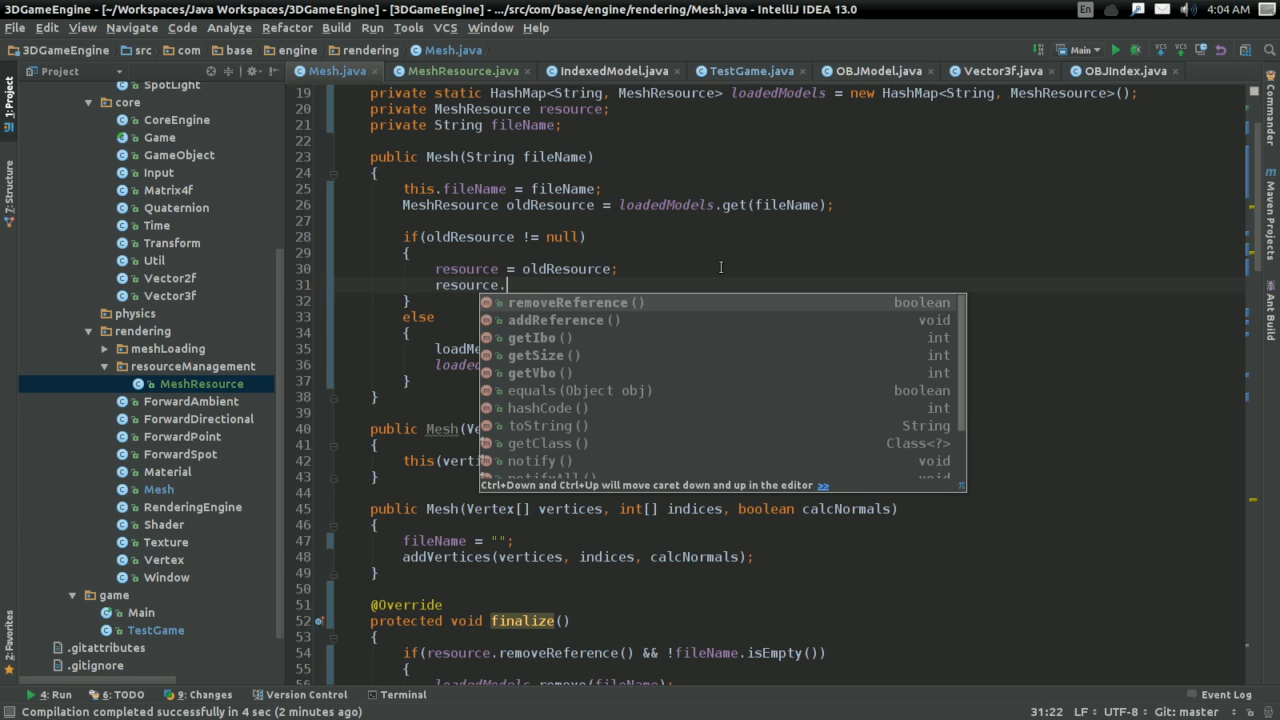 3DGameEngine - [~/Workspaces/Java Workspaces/3DGameEngine] - [3DGameEngine] - .../src/com/base/engine/rendering/Mesh.java - IntelliJ IDEA 13.0
En
4:04 AM
File Edit View Navigate Code Analyze Refactor Build Run Tools VCS Window Help
3DGameEngine src com base engine rendering Mesh.java
Main
Project
Mesh.java MeshResource.java IndexedModel.java TestGame.java OBJModel.java Vector3f.java OBJIndex.java
1: Project
7: Structure
2: Favorites
Commander
Maven Projects
Ant Build
SpotLight
core
CoreEngine
Game
GameObject
Input
Matrix4f
Quaternion
Time
Transform
Util
Vector2f
Vector3f
physics
rendering
meshLoading
resourceManagement
MeshResource
ForwardAmbient
ForwardDirectional
ForwardPoint
ForwardSpot
Material
Mesh
RenderingEngine
Shader
Texture
Vertex
Window
game
Main
TestGame
.gitattributes
.gitignore
19 private static HashMap<String, MeshResource> loadedModels = new HashMap<String, MeshResource>();
20 private MeshResource resource;
21 private String fileName;
22
23 public Mesh(String fileName)
24 {
25 this.fileName = fileName;
26 MeshResource oldResource = loadedModels.get(fileName);
27
28 if(oldResource != null)
29 {
30 resource = oldResource;
31 resource.
32 }
33 else
34 {
35 loadMe
36 loaded
37 }
38 }
39
40 public Mesh(Ve
41 {
42 this(verti
43 }
44
45 public Mesh(Vertex[] vertices, int[] indices, boolean calcNormals)
46 {
47 fileName = "";
48 addVertices(vertices, indices, calcNormals);
49 }
50
51 @Override
52 protected void finalize()
53 {
54 if(resource.removeReference() && !fileName.isEmpty())
55 {
56 loadedModels.remove(fileName);
removeReference() boolean
addReference() void
getIbo() int
getSize() int
getVbo() int
equals(Object obj) boolean
hashCode() int
toString() String
getClass() Class<?>
notify() void
notifyAll() void
Ctrl+Down and Ctrl+Up will move caret down and up in the editor >>
4: Run 6: TODO 9: Changes Version Control Terminal Event Log
Compilation completed successfully in 4 sec (2 minutes ago) 31:22 LF UTF-8 Git: master